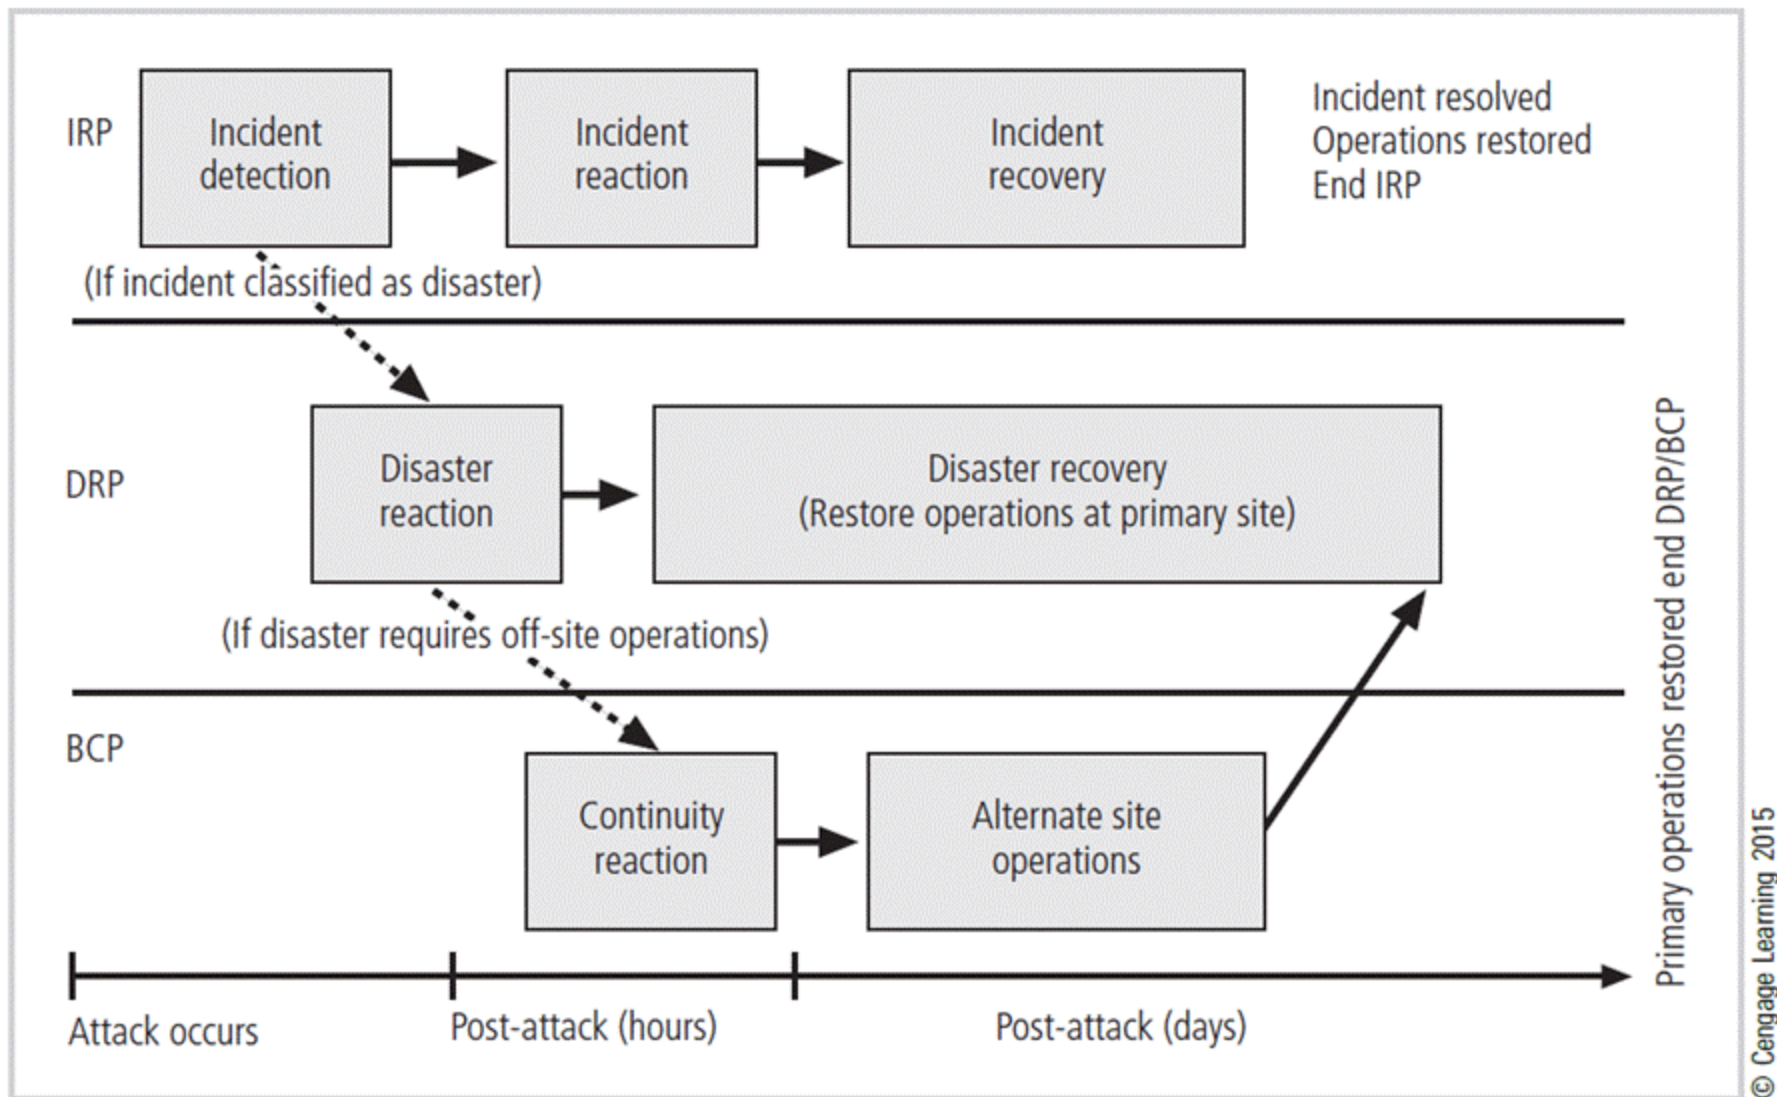 IRP
Incident
detection
Incident
reaction
Incident
recovery
Incident resolved
Operations restored
End IRP
(If incident classified as disaster)
DRP
Disaster
reaction
Disaster recovery
(Restore operations at primary site)
(If disaster requires off-site operations)
BCP
Continuity
reaction
Alternate site
operations
Primary operations restored end DRP/BCP
Attack occurs
Post-attack (hours)
Post-attack (days)
© Cengage Learning 2015